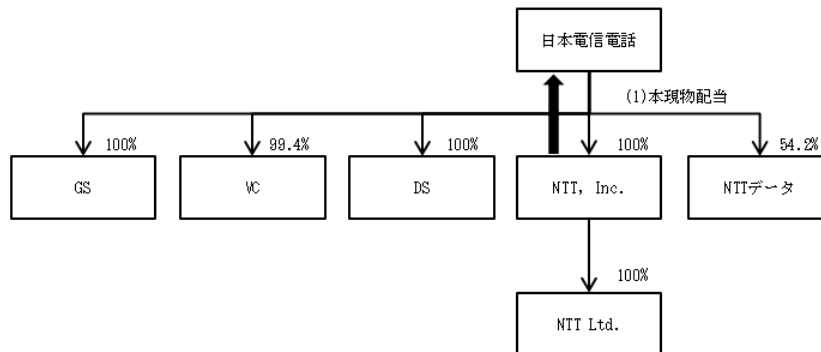 日本電信電話
(1)本現物配当
100%
99.4%
100%
100%
54.2%
GS
VC
DS
NTT, Inc.
NTTデータ
100%
NTT Ltd.